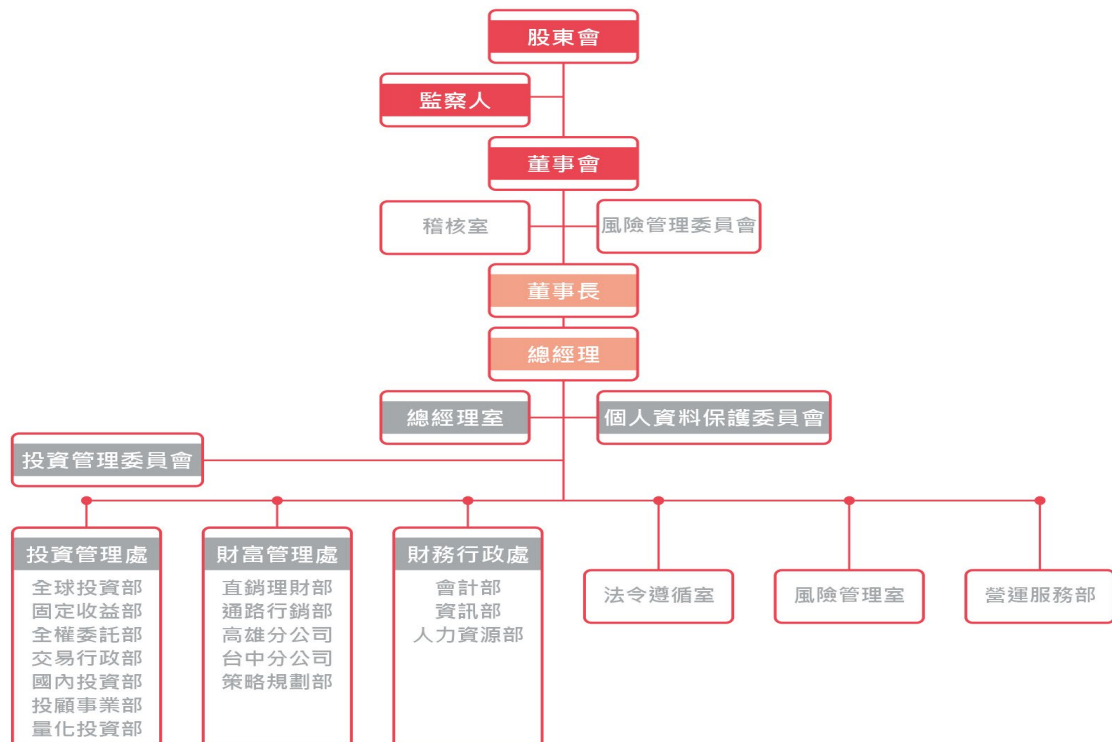 股東會
監察人
董事會
稽核室
風險管理委員會
董事長
總經理
總經理室
個人資料保護委員會
投資管理委員會
投資管理處
全球投資部
固定收益部
全權委託部
交易行政部
國內投資部
投顧事業部
量化投資部
財富管理處
直銷理財部
通路行銷部
高雄分公司
台中分公司
策略規劃部
財務行政處
會計部
資訊部
人力資源部
法令遵循室
風險管理室
營運服務部